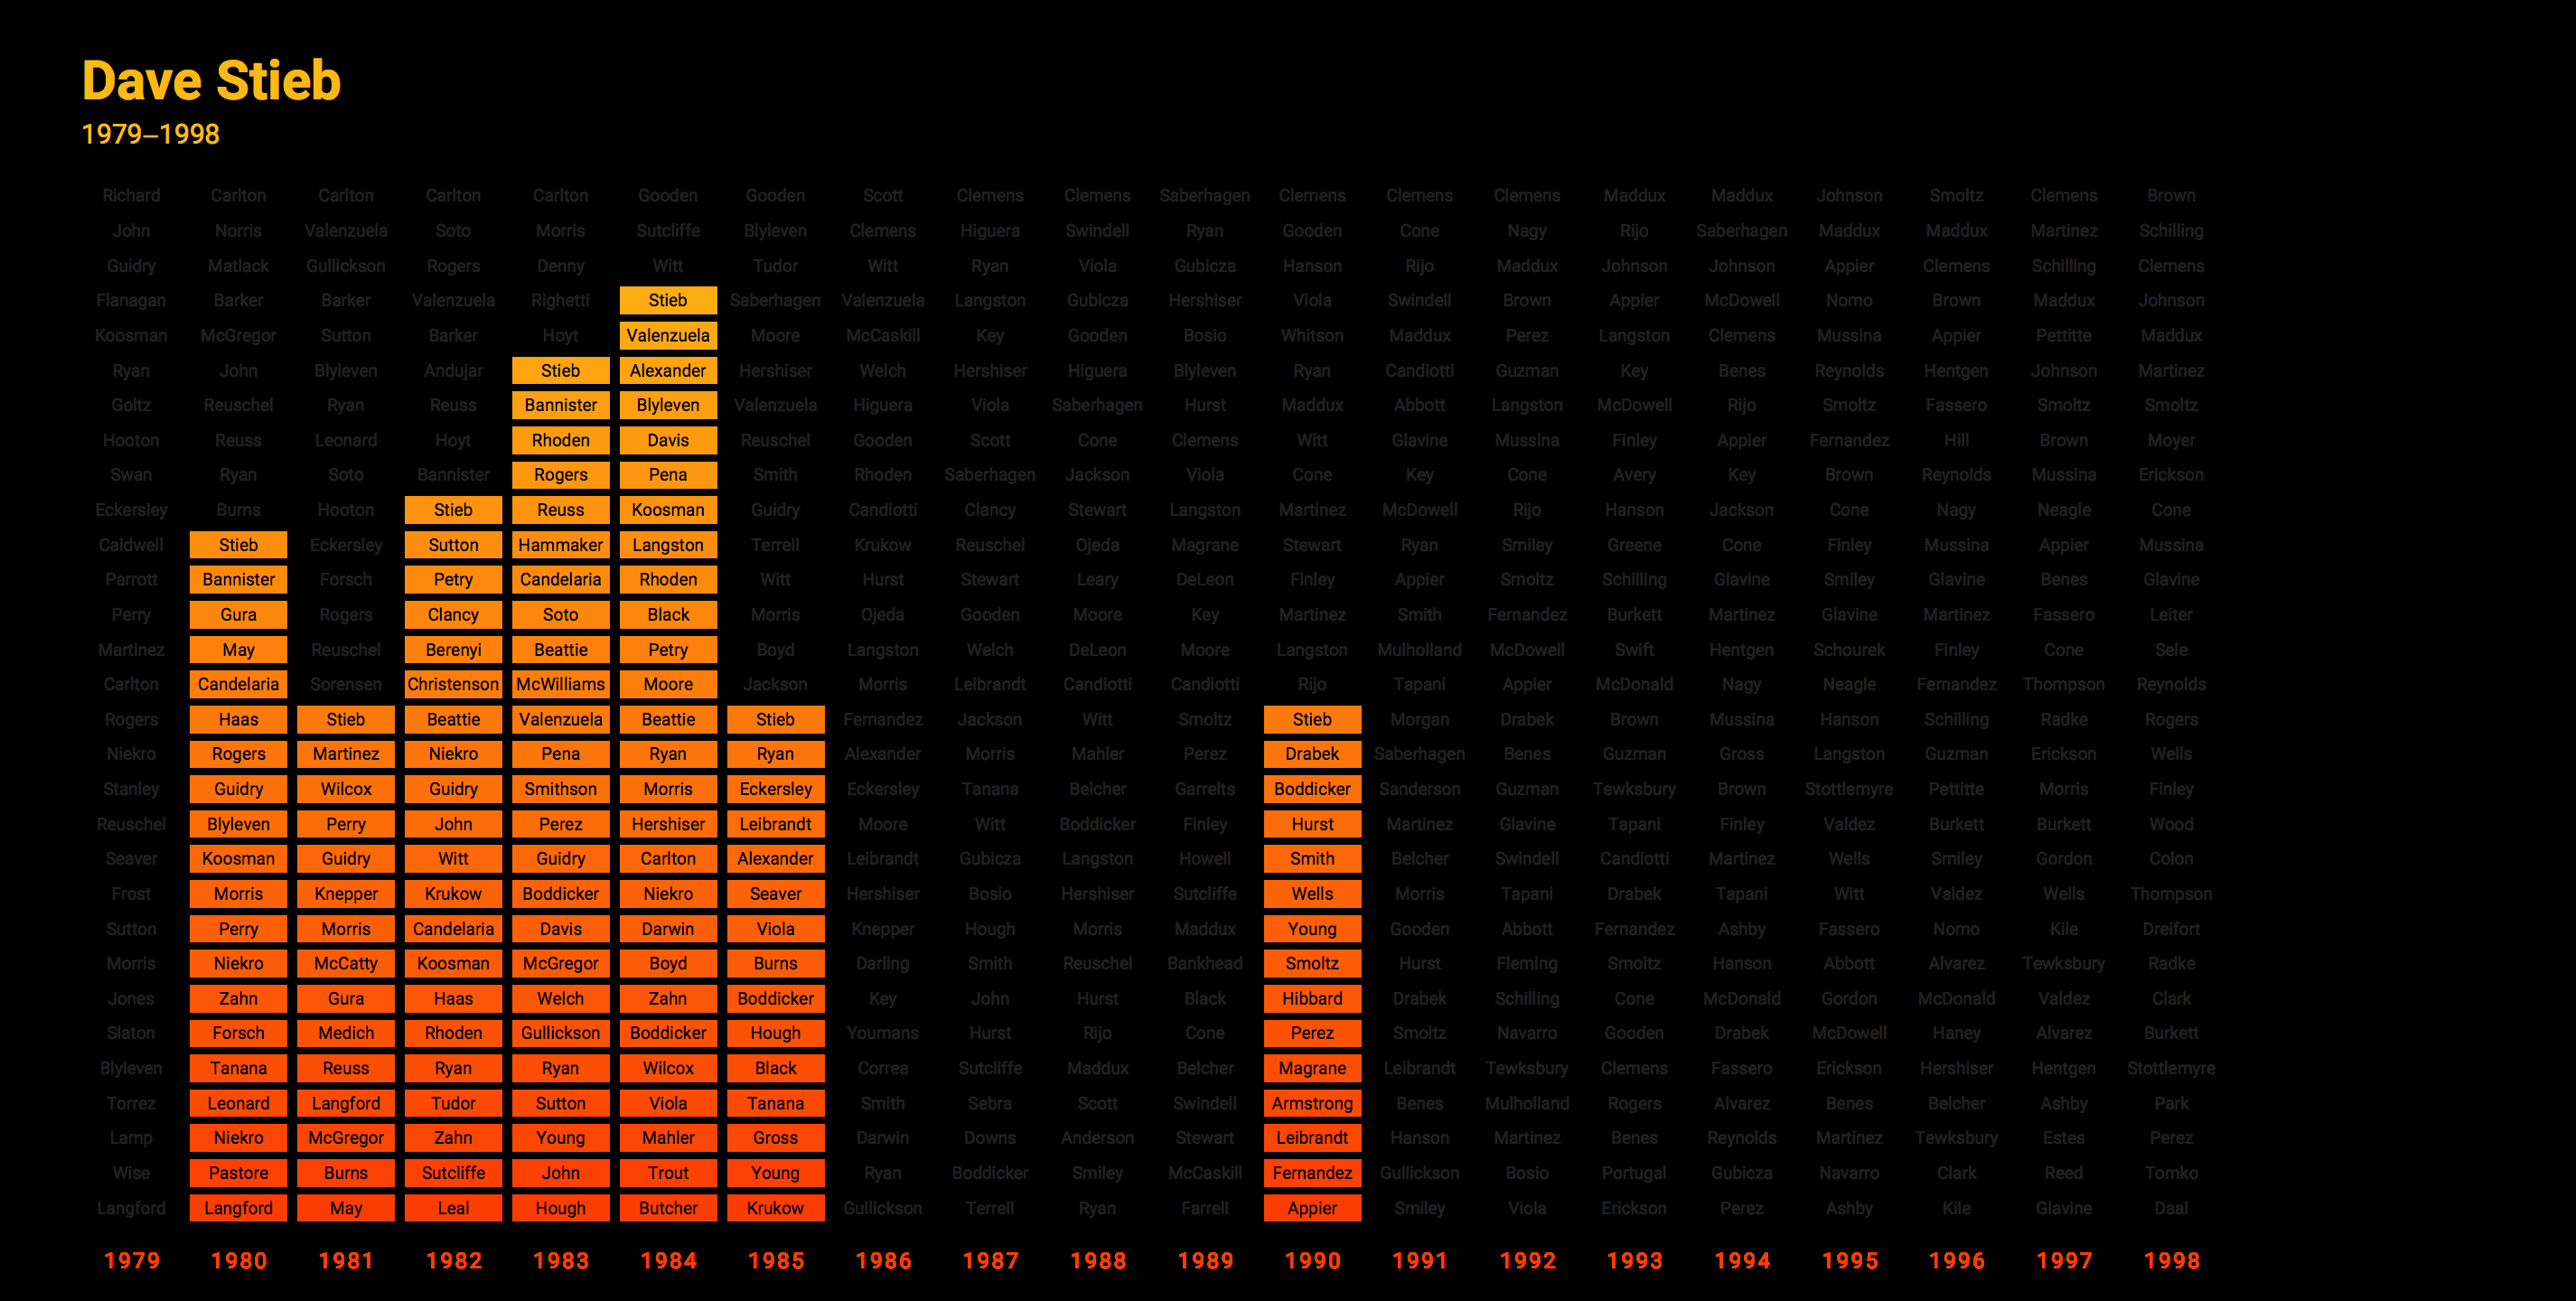 Dave Stieb
1979–1998
Richard Carlton Carlton Carlton Carlton Gooden Gooden Scott Clemens Clemens Saberhagen Clemens Clemens Clemens Maddux Maddux Johnson Smoltz Clemens Brown
John Norris Valenzuela Soto Morris Sutcliffe Blyleven Clemens Higuera Swindell Ryan Gooden Cone Nagy Rijo Saberhagen Maddux Maddux Martinez Schilling
Guidry Matlack Gullickson Rogers Denny Witt Tudor Witt Ryan Viola Gubicza Hanson Rijo Maddux Johnson Johnson Appier Clemens Schilling Clemens
Flanagan Barker Barker Valenzuela Righetti Stieb Saberhagen Valenzuela Langston Gubicza Hershiser Viola Swindell Brown Appier McDowell Nomo Brown Maddux Johnson
Koosman McGregor Sutton Barker Hoyt Valenzuela Moore McCaskill Key Gooden Bosio Whitson Maddux Perez Langston Clemens Mussina Appier Pettitte Maddux
Ryan John Blyleven Andujar Stieb Alexander Hershiser Welch Hershiser Higuera Blyleven Ryan Candiotti Guzman Key Benes Reynolds Hentgen Johnson Martinez
Goltz Reuschel Ryan Reuss Bannister Blyleven Valenzuela Higuera Viola Saberhagen Hurst Maddux Abbott Langston McDowell Rijo Smoltz Fassero Smoltz Smoltz
Hooton Reuss Leonard Hoyt Rhoden Davis Reuschel Gooden Scott Cone Clemens Witt Glavine Mussina Finley Appier Fernandez Hill Brown Moyer
Swan Ryan Soto Bannister Rogers Pena Smith Rhoden Saberhagen Jackson Viola Cone Key Cone Avery Key Brown Reynolds Mussina Erickson
Eckersley Burns Hooton Stieb Reuss Koosman Guidry Candiotti Clancy Stewart Langston Martinez McDowell Rijo Hanson Jackson Cone Nagy Neagle Cone
Caldwell Stieb Eckersley Sutton Hammaker Langston Terrell Krukow Reuschel Ojeda Magrane Stewart Ryan Smiley Greene Cone Finley Mussina Appier Mussina
Parrott Bannister Forsch Petry Candelaria Rhoden Witt Hurst Stewart Leary DeLeon Finley Appier Smoltz Schilling Glavine Smiley Glavine Benes Glavine
Perry Gura Rogers Clancy Soto Black Morris Ojeda Gooden Moore Key Martinez Smith Fernandez Burkett Martinez Glavine Martinez Fassero Leiter
Martinez May Reuschel Berenyi Beattie Petry Boyd Langston Welch DeLeon Moore Langston Mulholland McDowell Swift Hentgen Schourek Finley Cone Sele
Carlton Candelaria Sorensen Christenson McWilliams Moore Jackson Morris Leibrandt Candiotti Candiotti Rijo Tapani Appier McDonald Nagy Neagle Fernandez Thompson Reynolds
Rogers Haas Stieb Beattie Valenzuela Beattie Stieb Fernandez Jackson Witt Smoltz Stieb Morgan Drabek Brown Mussina Hanson Schilling Radke Rogers
Niekro Rogers Martinez Niekro Pena Ryan Ryan Alexander Morris Mahler Perez Drabek Saberhagen Benes Guzman Gross Langston Guzman Erickson Wells
Stanley Guidry Wilcox Guidry Smithson Morris Eckersley Eckersley Tanana Belcher Garrelts Boddicker Sanderson Guzman Tewksbury Brown Stottlemyre Pettitte Morris Finley
Reuschel Blyleven Perry John Perez Hershiser Leibrandt Moore Witt Boddicker Finley Hurst Martinez Glavine Tapani Finley Valdez Burkett Burkett Wood
Seaver Koosman Guidry Witt Guidry Carlton Alexander Leibrandt Gubicza Langston Howell Smith Belcher Swindell Candiotti Martinez Wells Smiley Gordon Colon
Frost Morris Knepper Krukow Boddicker Niekro Seaver Hershiser Bosio Hershiser Sutcliffe Wells Morris Tapani Drabek Tapani Witt Valdez Wells Thompson
Sutton Perry Morris Candelaria Davis Darwin Viola Knepper Hough Morris Maddux Young Gooden Abbott Fernandez Ashby Fassero Nomo Kile Dreifort
Morris Niekro McCatty Koosman McGregor Boyd Burns Darling Smith Reuschel Bankhead Smoltz Hurst Fleming Smoltz Hanson Abbott Alvarez Tewksbury Radke
Jones Zahn Gura Haas Welch Zahn Boddicker Key John Hurst Black Hibbard Drabek Schilling Cone McDonald Gordon McDonald Valdez Clark
Slaton Forsch Medich Rhoden Gullickson Boddicker Hough Youmans Hurst Rijo Cone Perez Smoltz Navarro Gooden Drabek McDowell Haney Alvarez Burkett
Blyleven Tanana Reuss Ryan Ryan Wilcox Black Correa Sutcliffe Maddux Belcher Magrane Leibrandt Tewksbury Clemens Fassero Erickson Hershiser Hentgen Stottlemyre
Torrez Leonard Langford Tudor Sutton Viola Tanana Smith Sebra Scott Swindell Armstrong Benes Mulholland Rogers Alvarez Benes Belcher Ashby Park
Lamp Niekro McGregor Zahn Young Mahler Gross Darwin Downs Anderson Stewart Leibrandt Hanson Martinez Benes Reynolds Martinez Tewksbury Estes Perez
Wise Pastore Burns Sutcliffe John Trout Young Ryan Boddicker Smiley McCaskill Fernandez Gullickson Bosio Portugal Gubicza Navarro Clark Reed Tomko
Langford Langford May Leal Hough Butcher Krukow Gullickson Terrell Ryan Farrell Appier Smiley Viola Erickson Perez Ashby Kile Glavine Daal
1979 1980 1981 1982 1983 1984 1985 1986 1987 1988 1989 1990 1991 1992 1993 1994 1995 1996 1997 1998